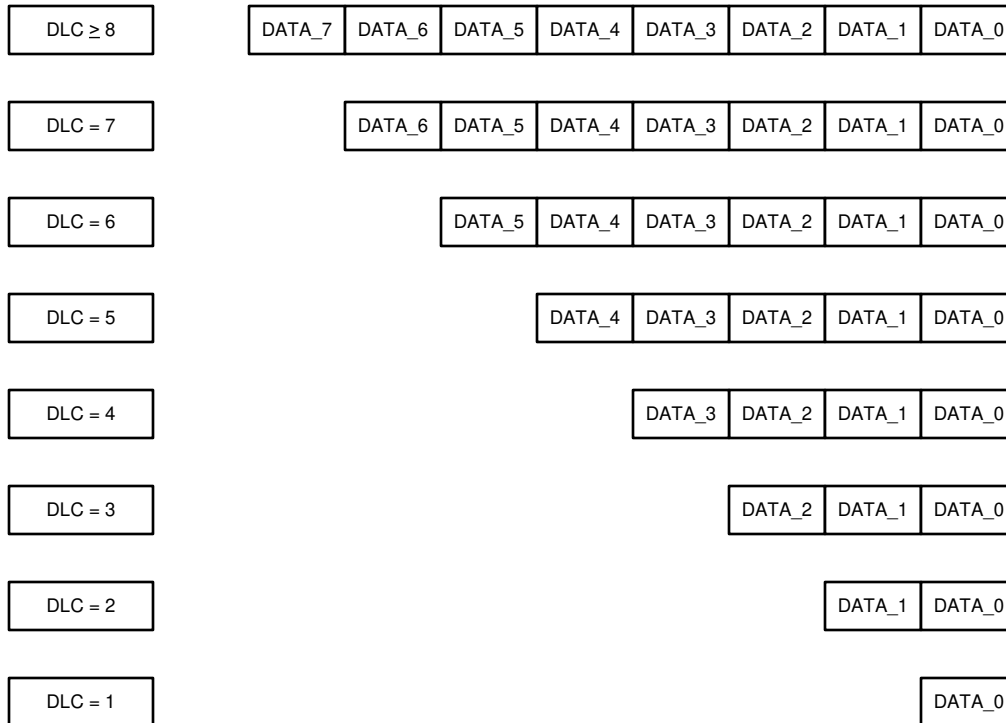 DLC ≥ 8 DATA_7 DATA_6 DATA_5 DATA_4 DATA_3 DATA_2 DATA_1 DATA_0
DLC = 7 DATA_6 DATA_5 DATA_4 DATA_3 DATA_2 DATA_1 DATA_0
DLC = 6 DATA_5 DATA_4 DATA_3 DATA_2 DATA_1 DATA_0
DLC = 5 DATA_4 DATA_3 DATA_2 DATA_1 DATA_0
DLC = 4 DATA_3 DATA_2 DATA_1 DATA_0
DLC = 3 DATA_2 DATA_1 DATA_0
DLC = 2 DATA_1 DATA_0
DLC = 1 DATA_0